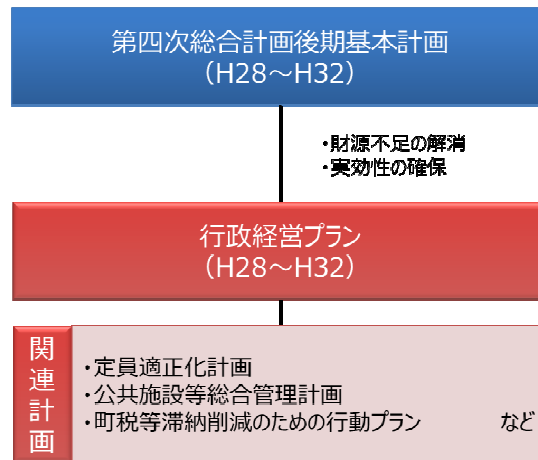 第四次総合計画後期基本計画
（H28～H32）
・財源不足の解消
・実効性の確保
行政経営プラン
（H28～H32）
関連計画
・定員適正化計画
・公共施設等総合管理計画
・町税等滞納削減のための行動プラン　　　など